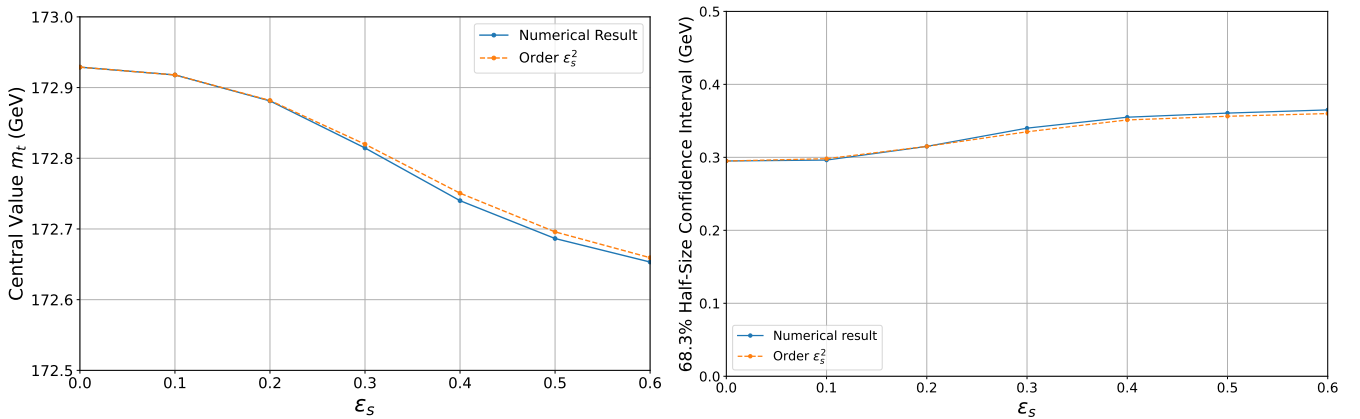 173.0
172.9
172.8
172.7
172.6
172.5
Central Value m_t (GeV)
Numerical Result
Order ε_s^2
0.0 0.1 0.2 0.3 0.4 0.5 0.6
ε_s
0.5
0.4
0.3
0.2
0.1
0.0
68.3% Half-Size Confidence Interval (GeV)
Numerical result
Order ε_s^2
0.0 0.1 0.2 0.3 0.4 0.5 0.6
ε_s